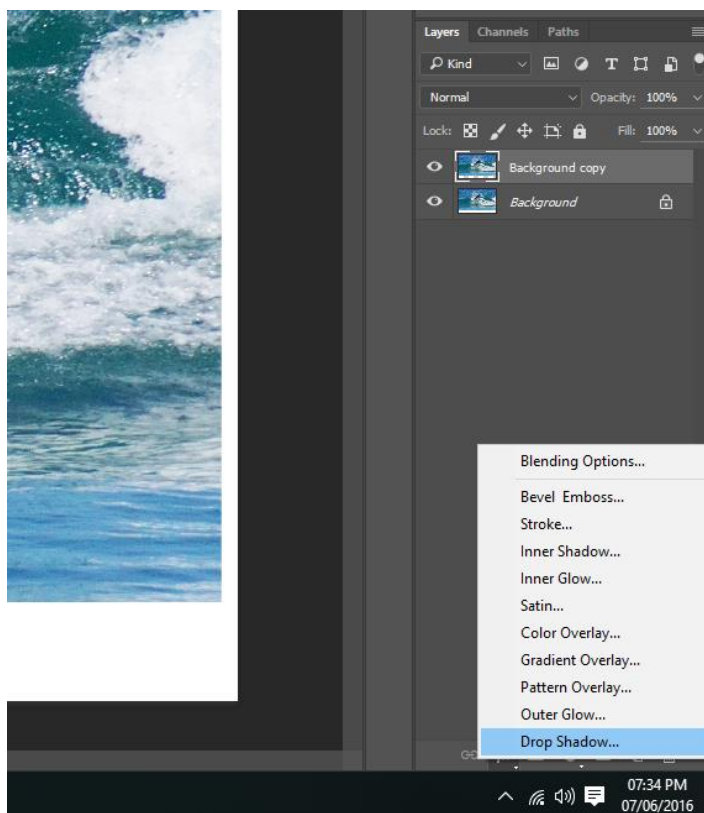 Layers Channels Paths
Kind
Normal Opacity: 100%
Lock: Fill: 100%
Background copy
Background
Blending Options...
Bevel Emboss...
Stroke...
Inner Shadow...
Inner Glow...
Satin...
Color Overlay...
Gradient Overlay...
Pattern Overlay...
Outer Glow...
Drop Shadow...
07:34 PM
07/06/2016